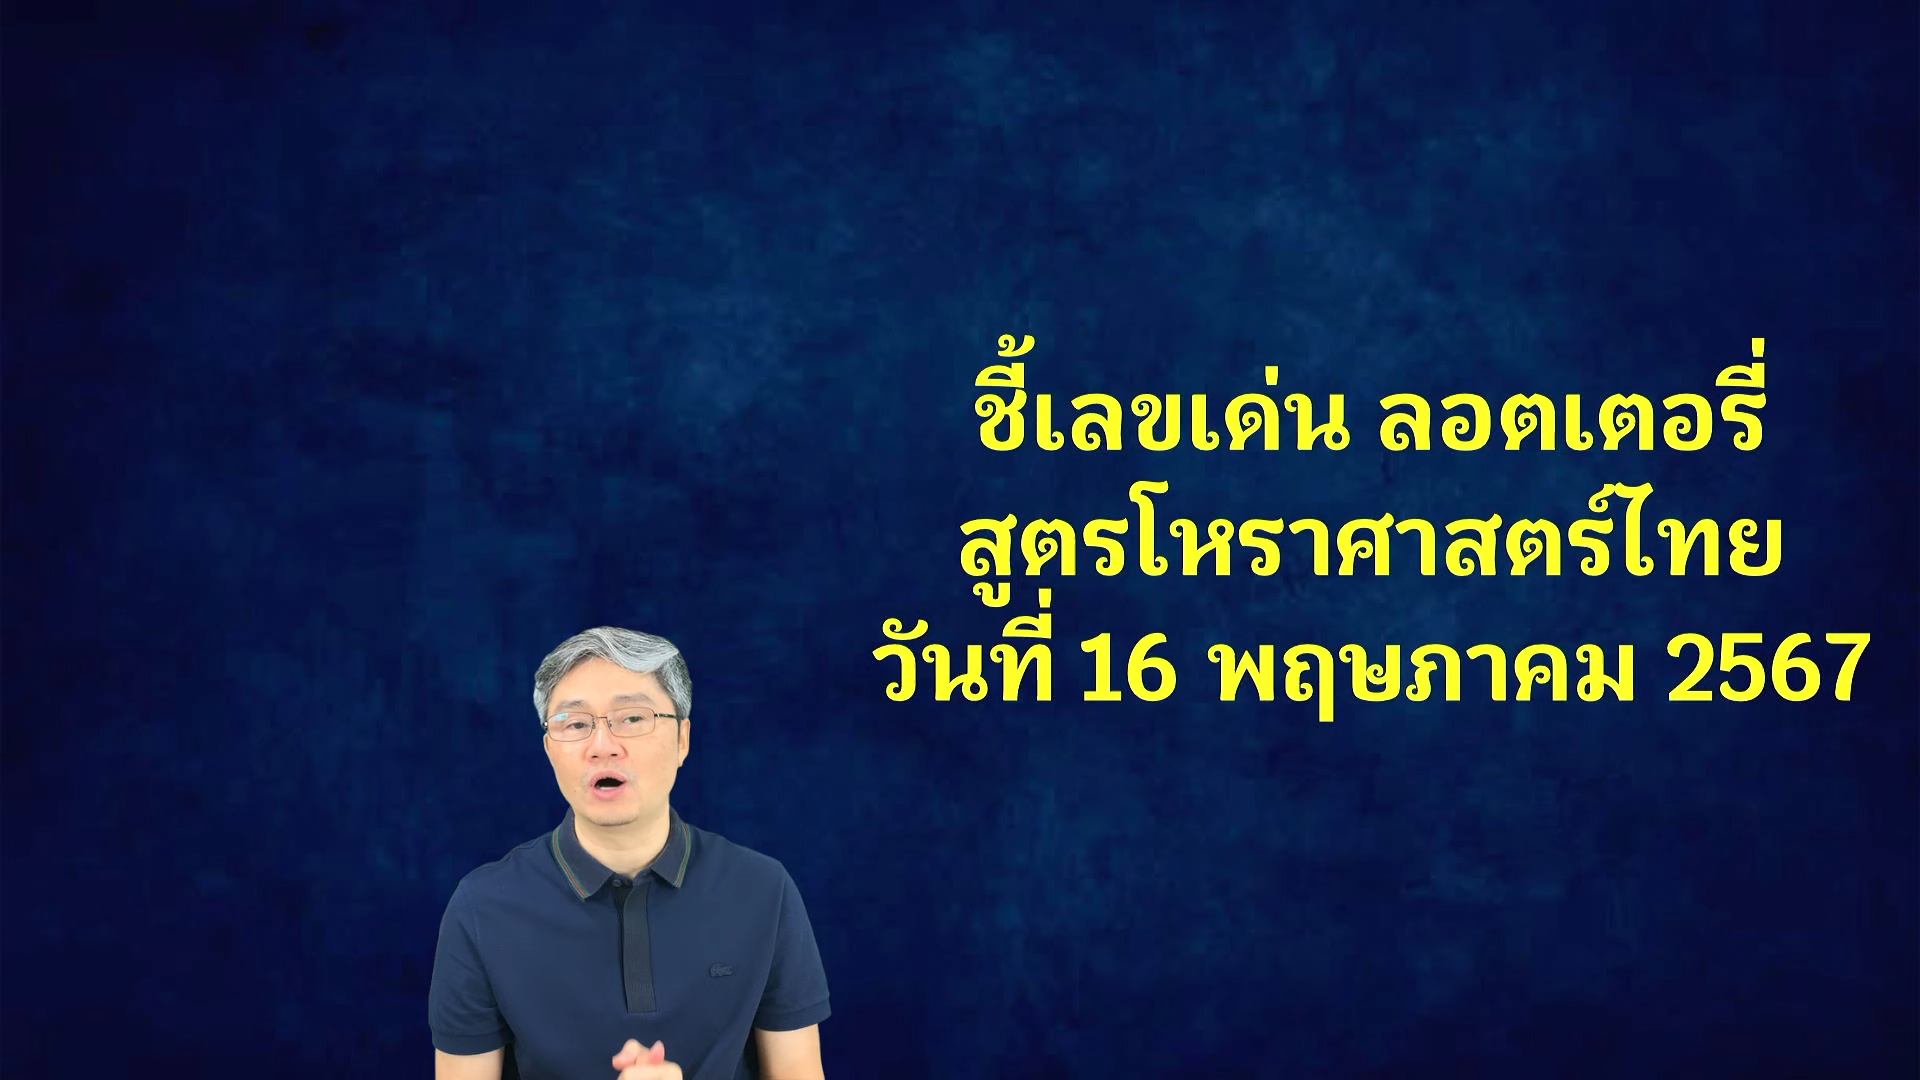 ชี้เลขเด่น ลอตเตอรี่
สูตรโหราศาสตร์ไทย
วันที่ 16 พฤษภาคม 2567